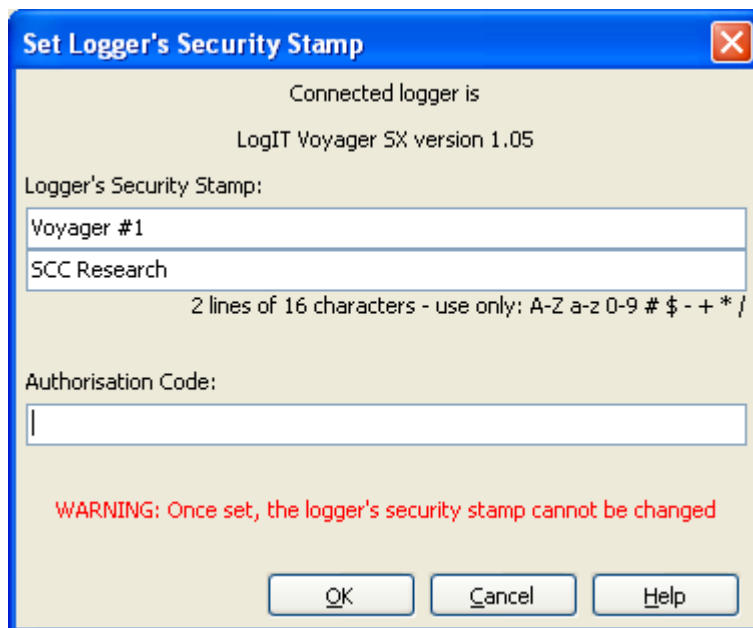 Set Logger's Security Stamp
Connected logger is
LogIT Voyager SX version 1.05
Logger's Security Stamp:
Voyager #1
SCC Research
2 lines of 16 characters - use only: A-Z a-z 0-9 # $ - + * /
Authorisation Code:
WARNING: Once set, the logger's security stamp cannot be changed
OK Cancel Help